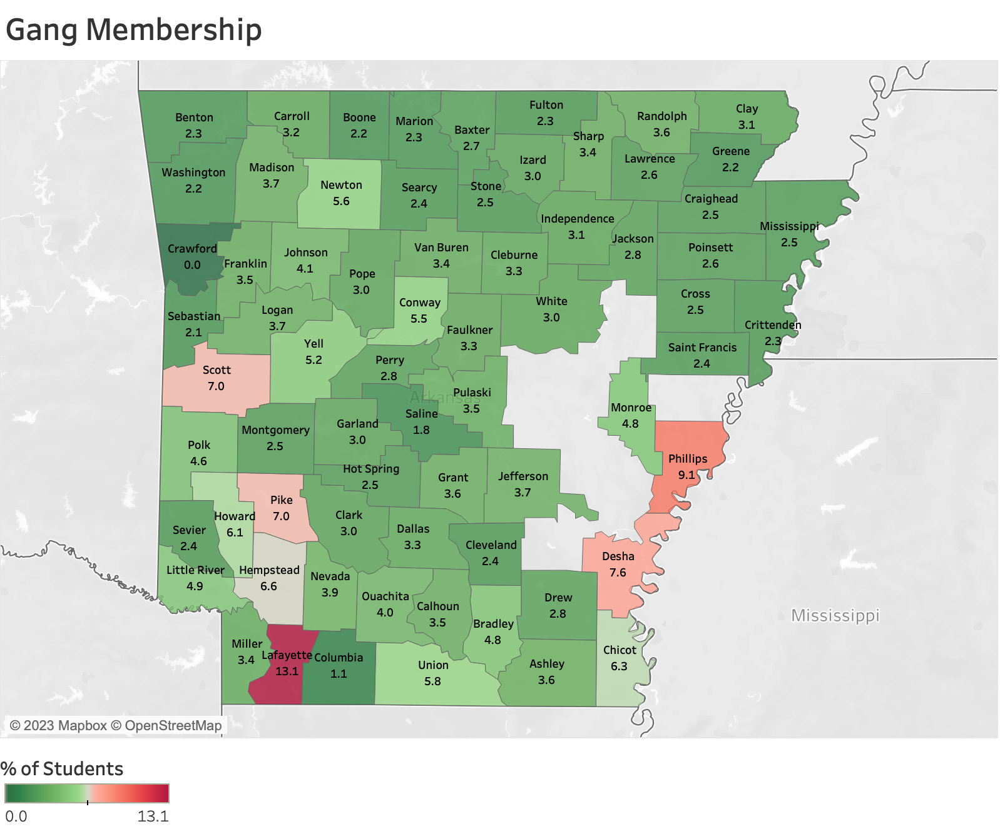 Gang Membership
Benton
2.3
Carroll
3.2
Boone
2.2
Marion
2.3
Baxter
2.7
Fulton
2.3
Sharp
3.4
Randolph
3.6
Clay
3.1
Greene
2.2
Washington
2.2
Madison
3.7
Newton
5.6
Searcy
2.4
Stone
2.5
Izard
3.0
Lawrence
2.6
Craighead
2.5
Mississippi
2.5
Independence
3.1
Jackson
2.8
Poinsett
2.6
Crawford
0.0
Franklin
3.5
Johnson
4.1
Pope
3.0
Van Buren
3.4
Cleburne
3.3
White
3.0
Cross
2.5
Crittenden
2.3
Sebastian
2.1
Logan
3.7
Conway
5.5
Faulkner
3.3
Saint Francis
2.4
Scott
7.0
Yell
5.2
Perry
2.8
Arkansas
Pulaski
3.5
Saline
1.8
Monroe
4.8
Polk
4.6
Montgomery
2.5
Garland
3.0
Hot Spring
2.5
Grant
3.6
Jefferson
3.7
Phillips
9.1
Pike
7.0
Howard
6.1
Sevier
2.4
Clark
3.0
Dallas
3.3
Cleveland
2.4
Desha
7.6
Little River
4.9
Hempstead
6.6
Nevada
3.9
Ouachita
4.0
Calhoun
3.5
Bradley
4.8
Drew
2.8
Mississippi
Miller
3.4
Lafayette
13.1
Columbia
1.1
Union
5.8
Ashley
3.6
Chicot
6.3
© 2023 Mapbox © OpenStreetMap
% of Students
0.0 13.1